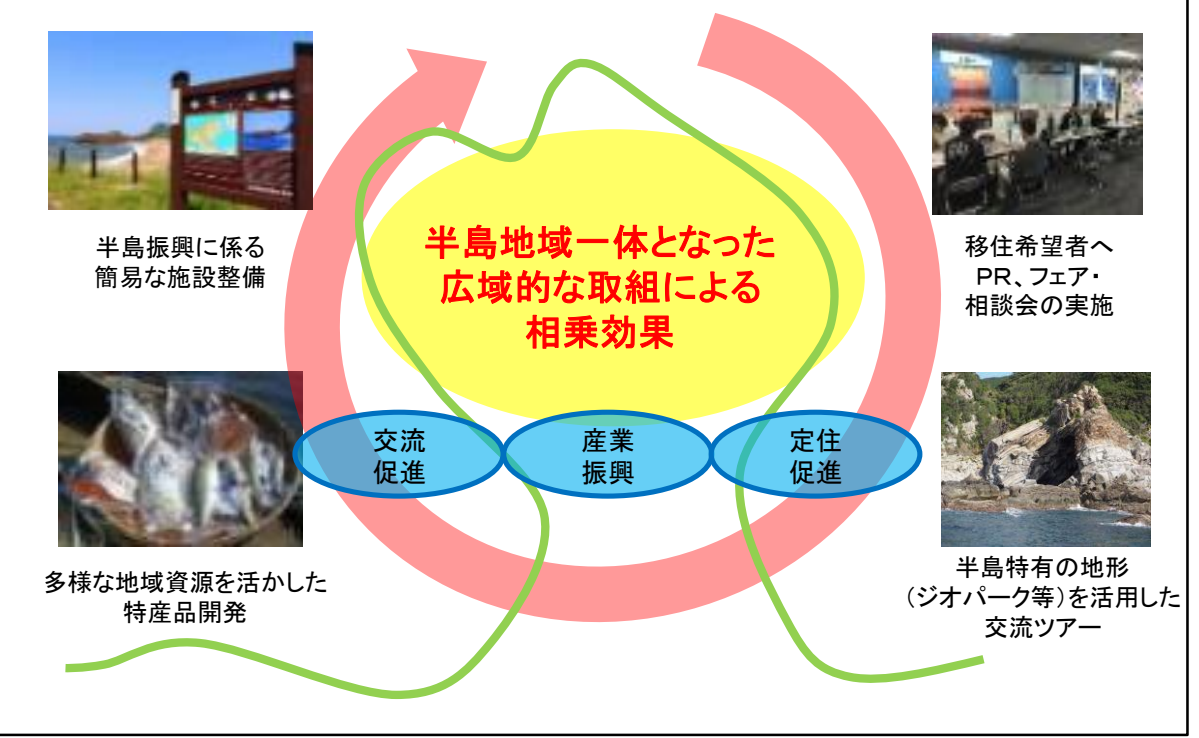 半島地域一体となった
広域的な取組による
相乗効果
半島振興に係る
簡易な施設整備
移住希望者へ
PR、フェア・
相談会の実施
交流
促進
産業
振興
定住
促進
多様な地域資源を活かした
特産品開発
半島特有の地形
（ジオパーク等）を活用した
交流ツアー